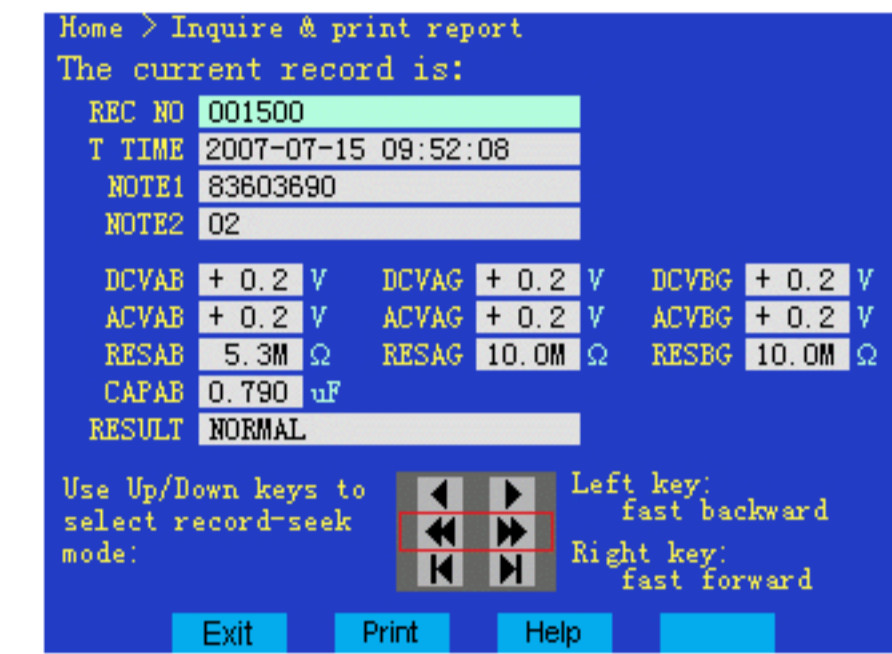 Home > Inquire & print report
The current record is:
REC NO 001500
T TIME 2007-07-15 09:52:08
NOTE1 83603690
NOTE2 02
DCVAB + 0.2 V DCVAG + 0.2 V DCVBG + 0.2 V
ACVAB + 0.2 V ACVAG + 0.2 V ACVBG + 0.2 V
RESAB 5.3M Ω RESAG 10.0M Ω RESBG 10.0M Ω
CAPAB 0.790 uF
RESULT NORMAL
Use Up/Down keys to
select record-seek
mode:
Left key:
fast backward
Right key:
fast forward
Exit Print Help